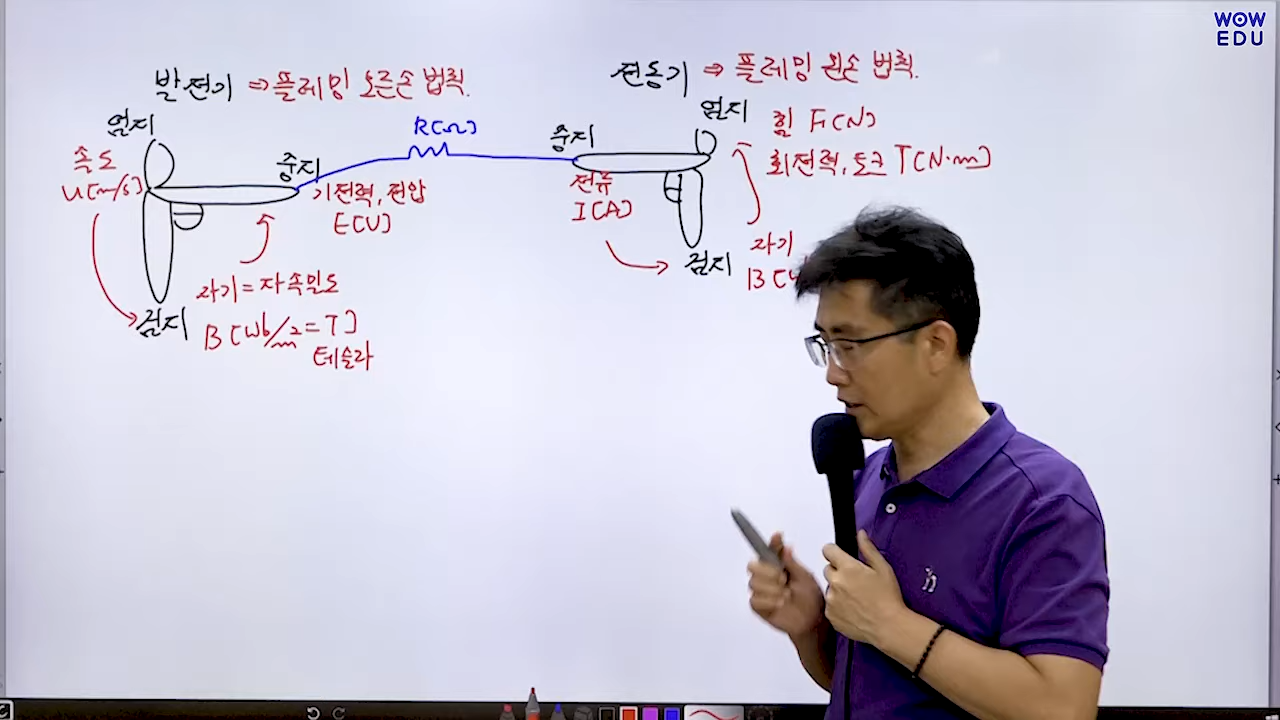 WOW
EDU
발전기 ⇒ 플레밍 오른손 법칙.
엄지
속도
u[m/s]
중지
기전력, 전압
E[V]
검지
자기 = 자속밀도
B [Wb/m² = T]
테슬라
R[Ω]
전동기 ⇒ 플레밍 왼손 법칙.
엄지
힘 F[N]
회전력, 토크 T[N·m]
중지
전류
I[A]
검지
자기
B [